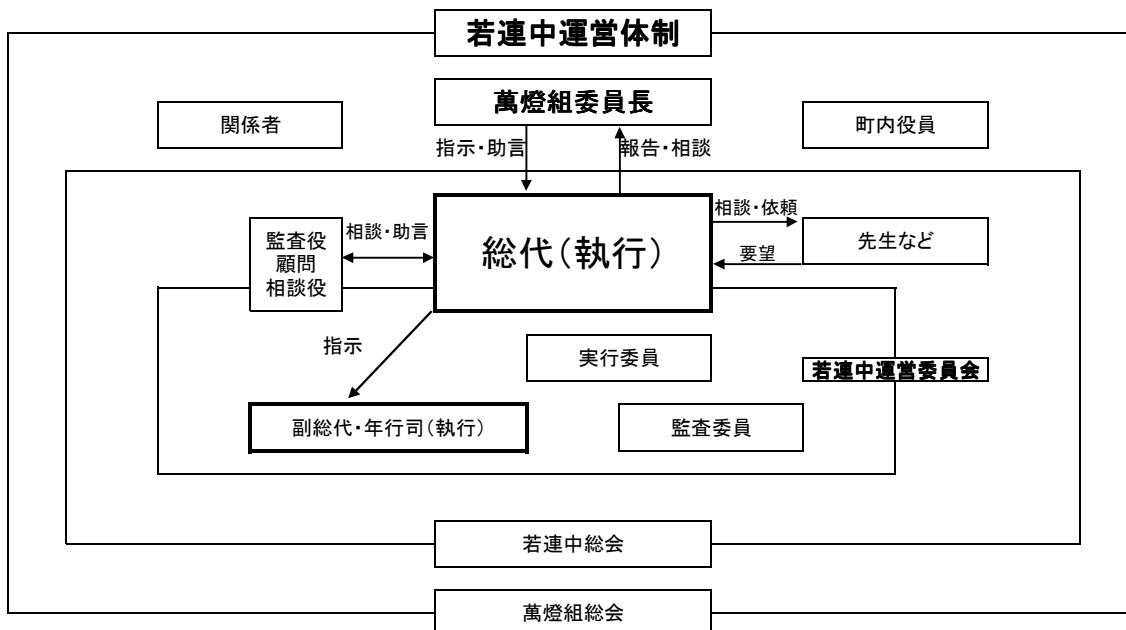 若連中運営体制
萬燈組委員長
関係者
町内役員
指示・助言
報告・相談
相談・依頼
総代（執行）
監査役
顧問
相談役
相談・助言
先生など
要望
指示
実行委員
若連中運営委員会
副総代・年行司（執行）
監査委員
若連中総会
萬燈組総会